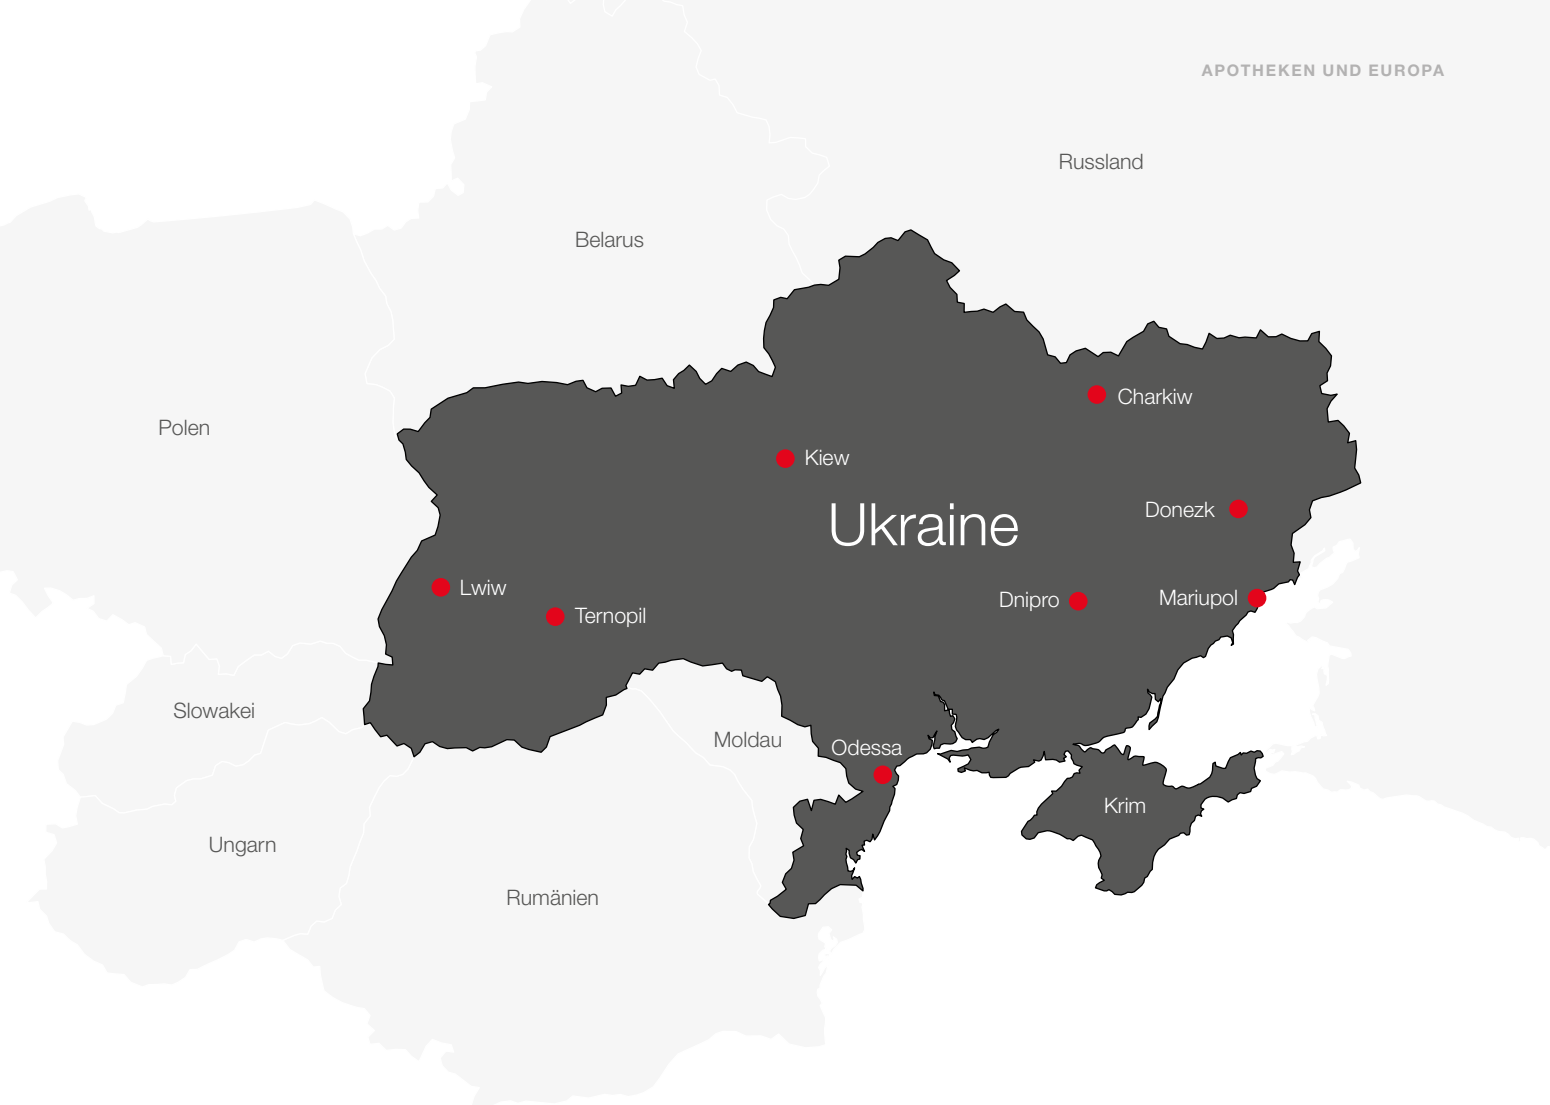 APOTHEKEN UND EUROPA
Russland
Belarus
Charkiw
Polen
Kiew
Donezk
Ukraine
Lwiw
Dnipro
Mariupol
Ternopil
Slowakei
Moldau
Odessa
Krim
Ungarn
Rumänien